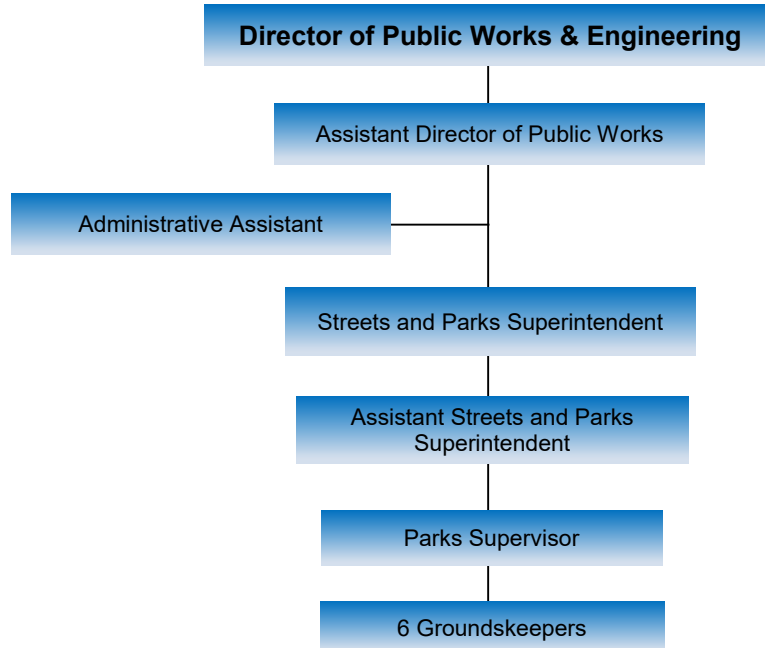 Director of Public Works & Engineering
Assistant Director of Public Works
Administrative Assistant
Streets and Parks Superintendent
Assistant Streets and Parks
Superintendent
Parks Supervisor
6 Groundskeepers